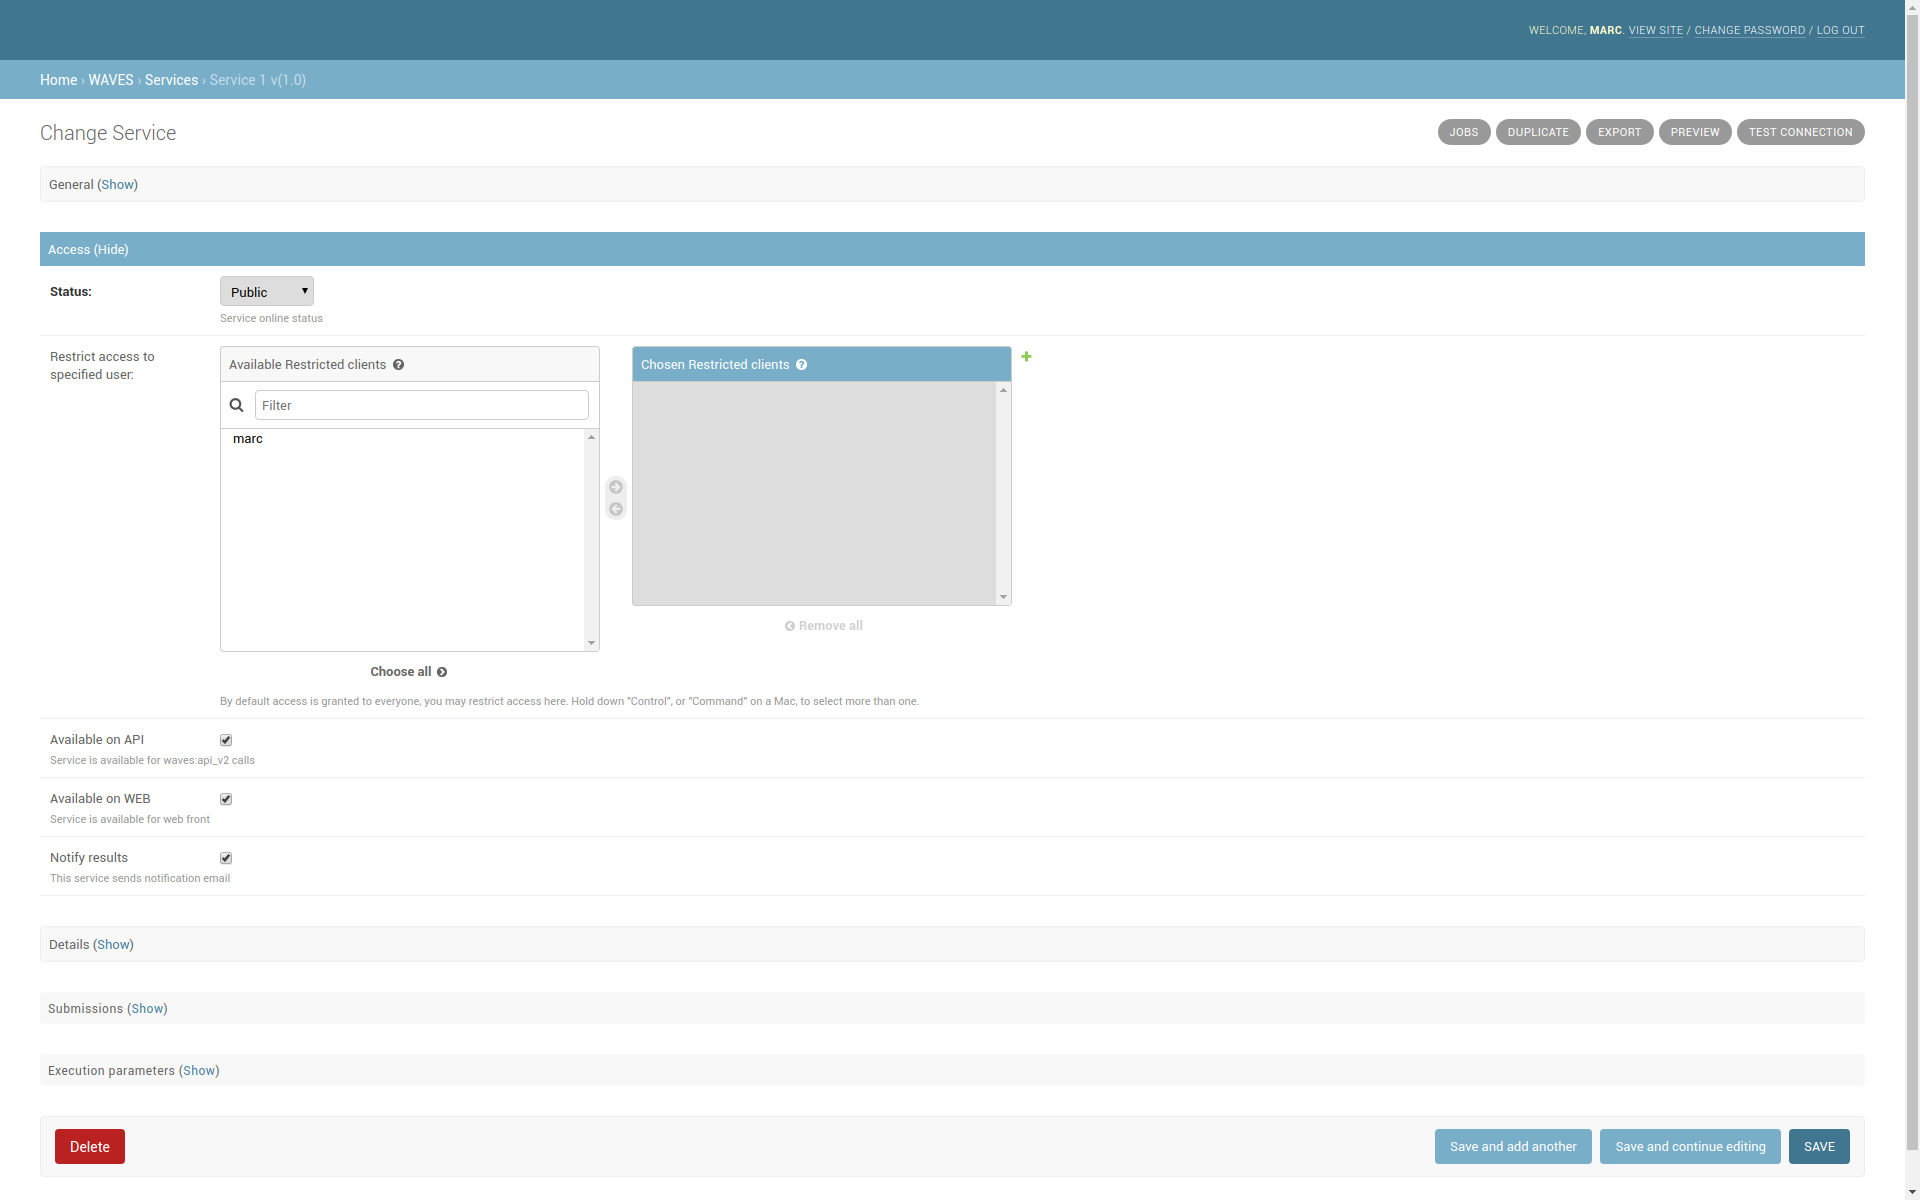 WELCOME, MARC. VIEW SITE / CHANGE PASSWORD / LOG OUT
Home › WAVES › Services › Service 1 v(1.0)
Change Service
JOBS DUPLICATE EXPORT PREVIEW TEST CONNECTION
General (Show)
Access (Hide)
Status: Public
Service online status
Restrict access to
specified user:
Available Restricted clients
Filter
marc
Choose all
Chosen Restricted clients
Remove all
By default access is granted to everyone, you may restrict access here. Hold down "Control", or "Command" on a Mac, to select more than one.
Available on API
Service is available for waves:api_v2 calls
Available on WEB
Service is available for web front
Notify results
This service sends notification email
Details (Show)
Submissions (Show)
Execution parameters (Show)
Delete Save and add another Save and continue editing SAVE